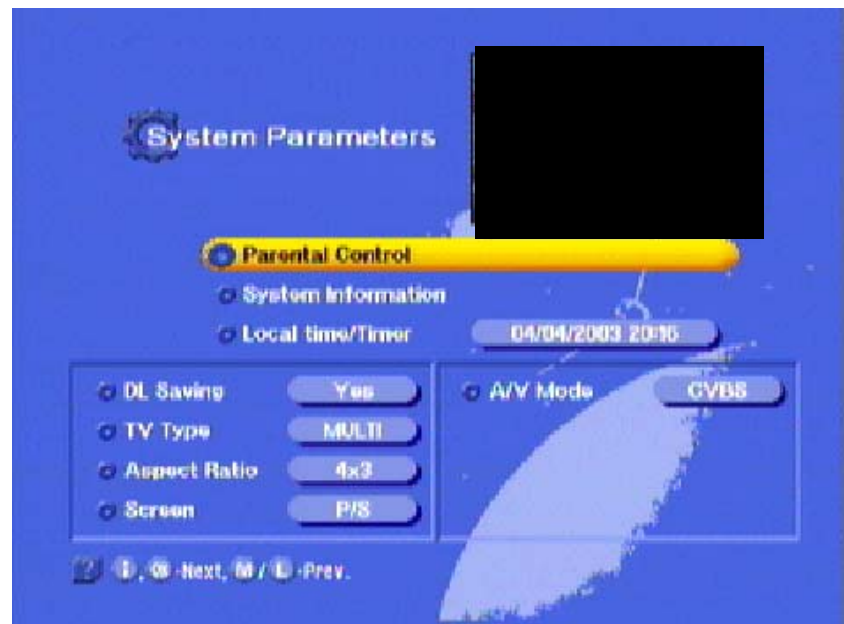 System Parameters
Parental Control
System Information
Local time/Timer 04/04/2003 20:15
DL Saving Yes
A/V Mode CVBS
TV Type MULTI
Aspect Ratio 4x3
Screen P/S
-Next, M / L -Prev.